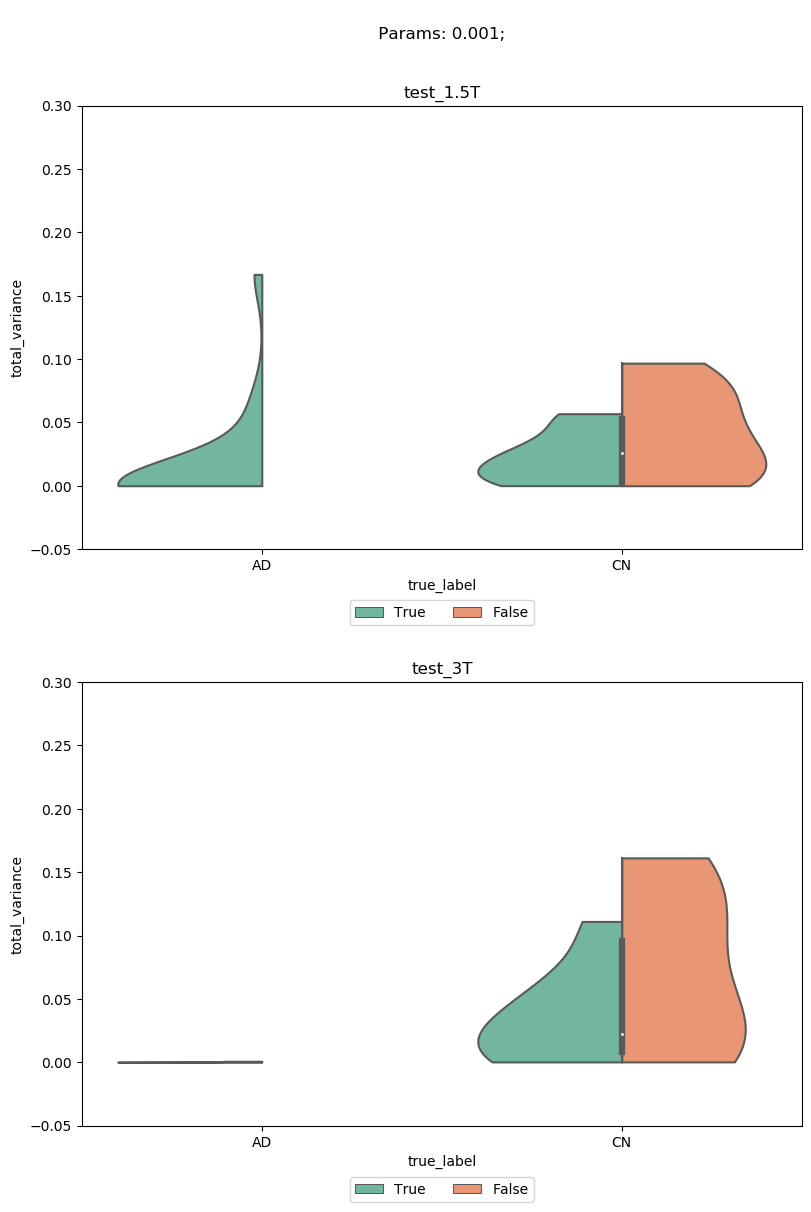 Params: 0.001;
test_1.5T
0.30
0.25
0.20
0.15
0.10
0.05
0.00
−0.05
total_variance
AD CN
true_label
True False
test_3T
0.30
0.25
0.20
0.15
0.10
0.05
0.00
−0.05
total_variance
AD CN
true_label
True False